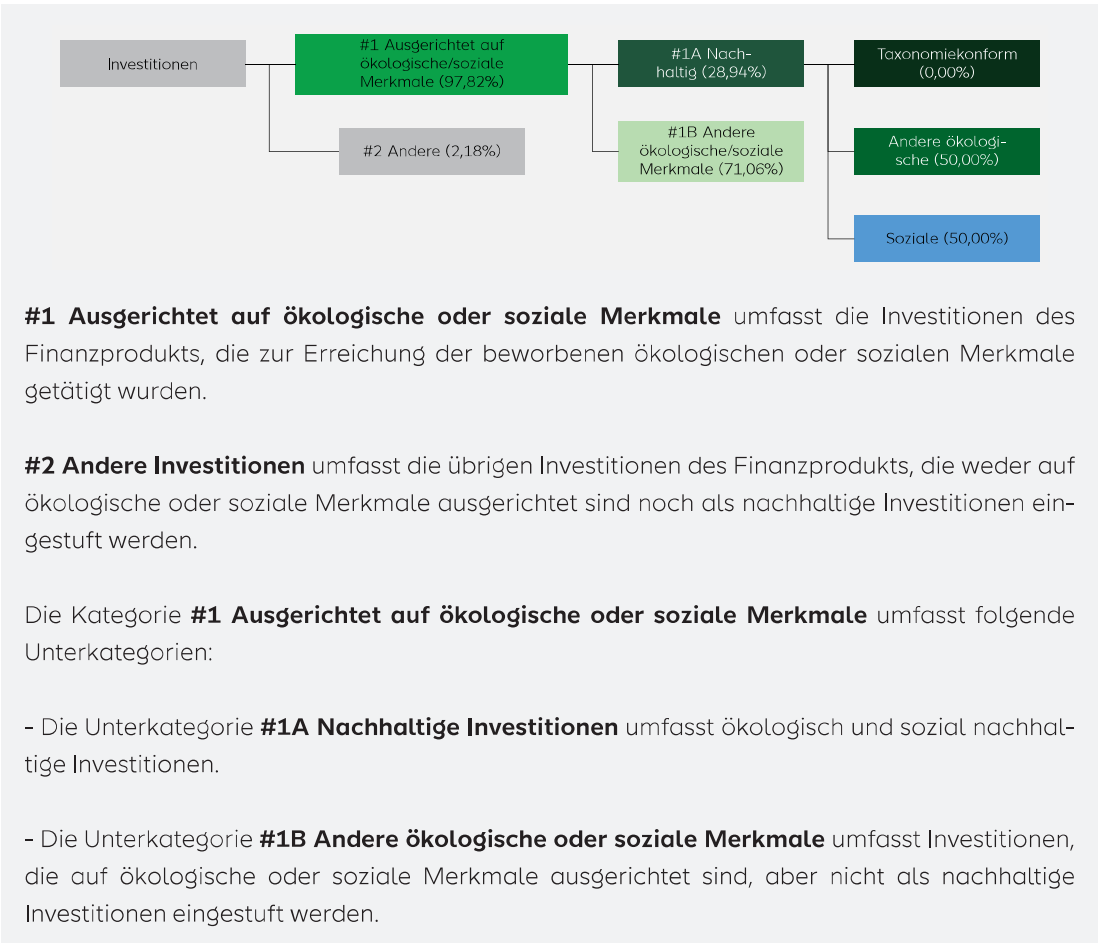 Investitionen
#1 Ausgerichtet auf
ökologische/soziale
Merkmale (97,82%)
#2 Andere (2,18%)
#1A Nach-
haltig (28,94%)
#1B Andere
ökologische/soziale
Merkmale (71,06%)
Taxonomiekonform
(0,00%)
Andere ökologi-
sche (50,00%)
Soziale (50,00%)
#1 Ausgerichtet auf ökologische oder soziale Merkmale umfasst die Investitionen des
Finanzprodukts, die zur Erreichung der beworbenen ökologischen oder sozialen Merkmale
getätigt wurden.
#2 Andere Investitionen umfasst die übrigen Investitionen des Finanzprodukts, die weder auf
ökologische oder soziale Merkmale ausgerichtet sind noch als nachhaltige Investitionen ein-
gestuft werden.
Die Kategorie #1 Ausgerichtet auf ökologische oder soziale Merkmale umfasst folgende
Unterkategorien:
- Die Unterkategorie #1A Nachhaltige Investitionen umfasst ökologisch und sozial nachhal-
tige Investitionen.
- Die Unterkategorie #1B Andere ökologische oder soziale Merkmale umfasst Investitionen,
die auf ökologische oder soziale Merkmale ausgerichtet sind, aber nicht als nachhaltige
Investitionen eingestuft werden.